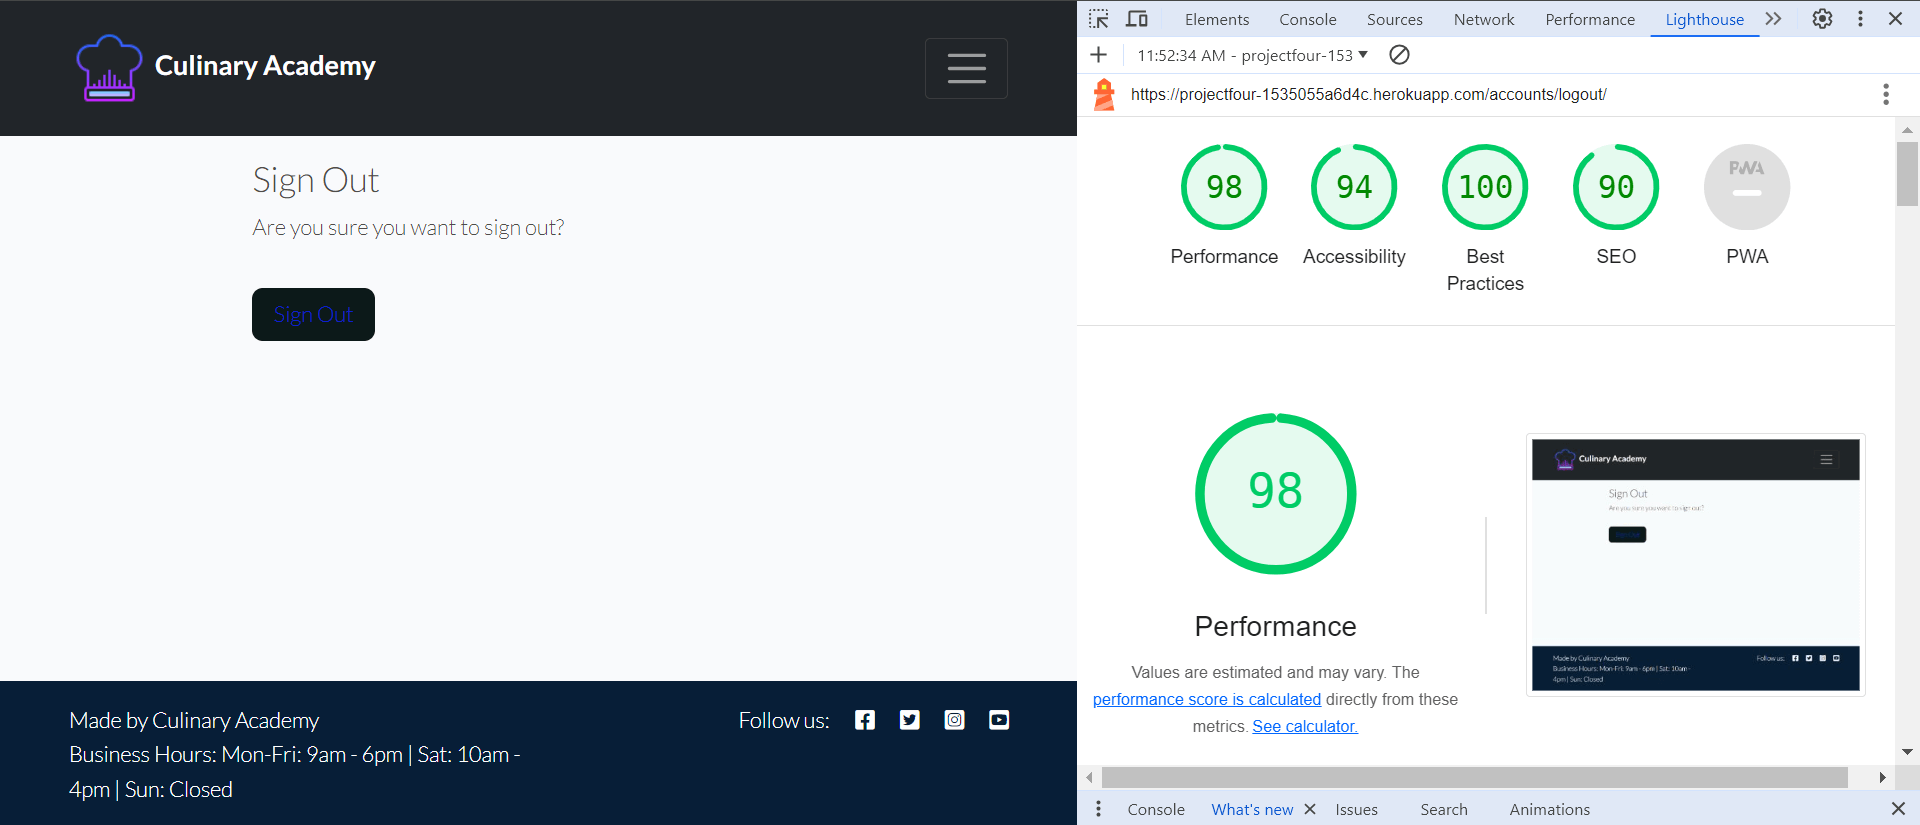 Culinary Academy
Sign Out
Are you sure you want to sign out?
Sign Out
Made by Culinary Academy
Business Hours: Mon-Fri: 9am - 6pm | Sat: 10am -
4pm | Sun: Closed
Follow us:
Elements Console Sources Network Performance Lighthouse
11:52:34 AM - projectfour-153
https://projectfour-1535055a6d4c.herokuapp.com/accounts/logout/
98 94 100 90 PWA
Performance Accessibility Best Practices SEO PWA
98
Performance
Values are estimated and may vary. The
performance score is calculated directly from these
metrics. See calculator.
Culinary Academy
Sign Out
Are you sure you want to sign out?
Made by Culinary Academy
Business Hours: Mon-Fri: 9am - 6pm | Sat: 10am -
4pm | Sun: Closed
Follow us:
Console What's new Issues Search Animations